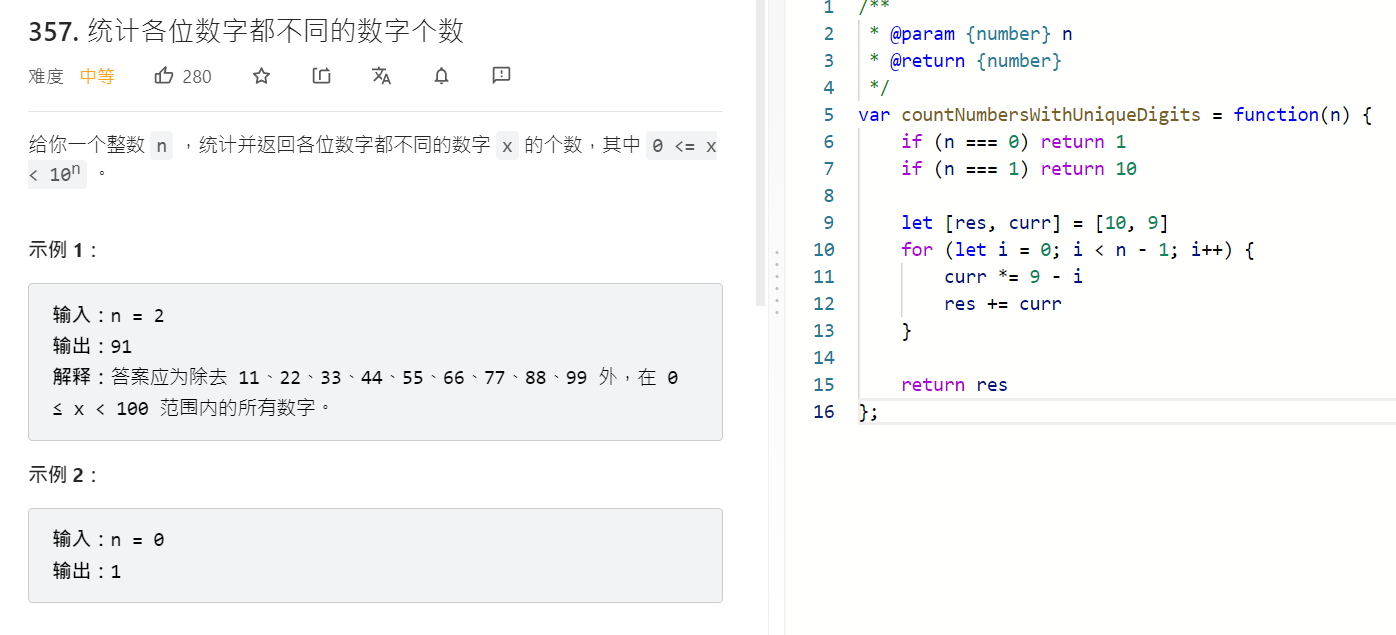 357. 统计各位数字都不同的数字个数
难度 中等 280
给你一个整数 n ，统计并返回各位数字都不同的数字 x 的个数，其中 0 <= x
< 10ⁿ 。
示例 1：
输入：n = 2
输出：91
解释：答案应为除去 11、22、33、44、55、66、77、88、99 外，在 0
≤ x < 100 范围内的所有数字。
示例 2：
输入：n = 0
输出：1
1 /**
2  * @param {number} n
3  * @return {number}
4  */
5 var countNumbersWithUniqueDigits = function(n) {
6     if (n === 0) return 1
7     if (n === 1) return 10
8
9     let [res, curr] = [10, 9]
10     for (let i = 0; i < n - 1; i++) {
11         curr *= 9 - i
12         res += curr
13     }
14
15     return res
16 };